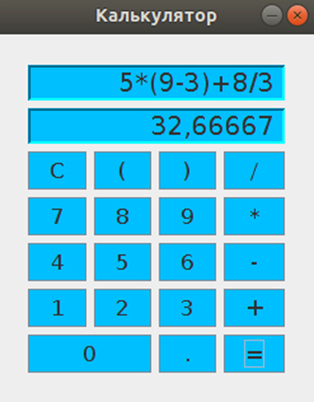 Калькулятор
5*(9-3)+8/3
32,66667
C ( ) /
7 8 9 *
4 5 6 -
1 2 3 +
0 . =